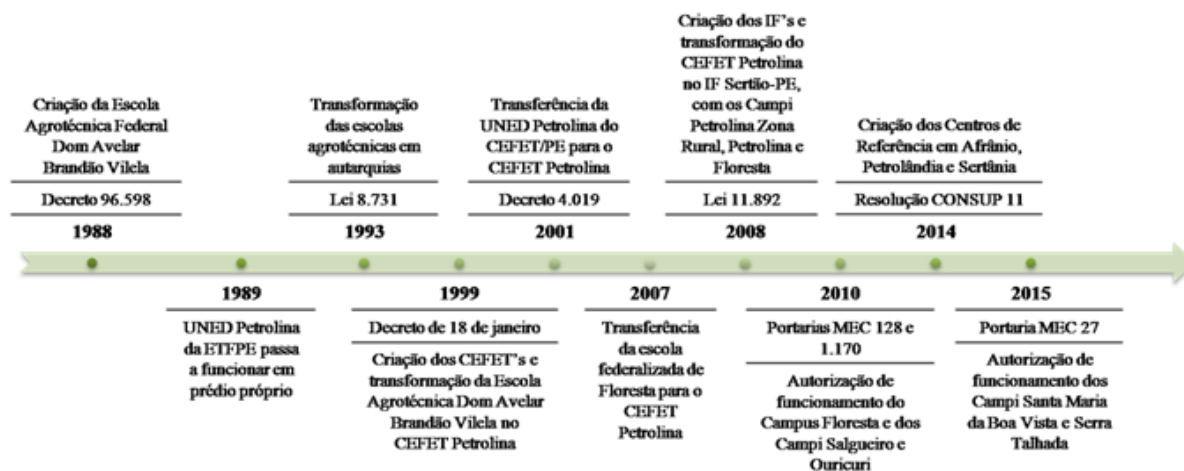 Criação da Escola
Agrotécnica Federal
Dom Avelar
Brandão Vilela
Decreto 96.598
1988
Transformação
das escolas
agrotécnicas em
autarquias
Lei 8.731
1993
Transferência da
UNED Petrolina do
CEFET/PE para o
CEFET Petrolina
Decreto 4.019
2001
Criação dos IF's e
transformação do
CEFET Petrolina
no IF Sertão-PE,
com os Campi
Petrolina Zona
Rural, Petrolina e
Floresta
Lei 11.892
2008
Criação dos Centros de
Referência em Afrânio,
Petrolândia e Sertânia
Resolução CONSUP 11
2014
1989
UNED Petrolina
da ETFPE passa
a funcionar em
prédio próprio
1999
Decreto de 18 de janeiro
Criação dos CEFET's e
transformação da Escola
Agrotécnica Dom Avelar
Brandão Vilela no
CEFET Petrolina
2007
Transferência
da escola
federalizada de
Floresta para o
CEFET
Petrolina
2010
Portarias MEC 128 e
1.170
Autorização de
funcionamento do
Campus Floresta e dos
Campi Salgueiro e
Ouricuri
2015
Portaria MEC 27
Autorização de
funcionamento dos
Campi Santa Maria
da Boa Vista e Serra
Talhada